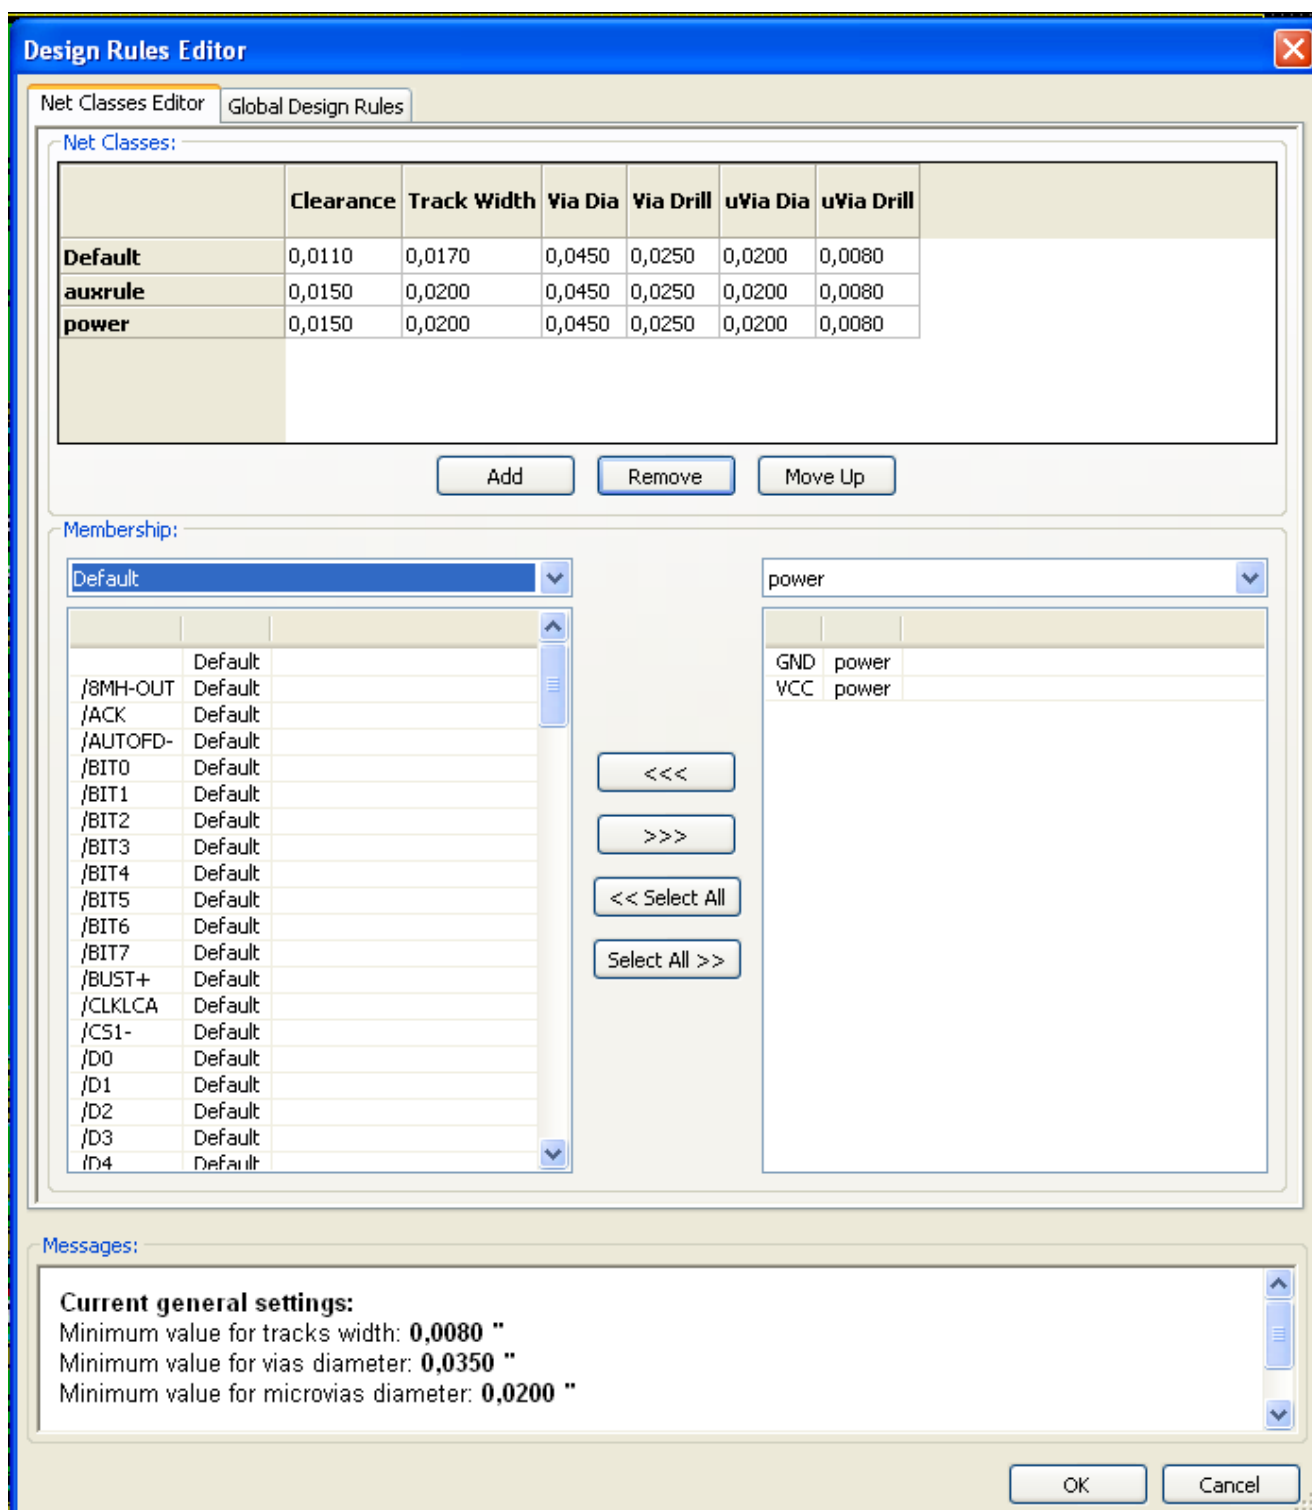 Design Rules Editor
Net Classes Editor Global Design Rules
Net Classes:
Clearance Track Width Via Dia Via Drill uVia Dia uVia Drill
Default 0,0110 0,0170 0,0450 0,0250 0,0200 0,0080
auxrule 0,0150 0,0200 0,0450 0,0250 0,0200 0,0080
power 0,0150 0,0200 0,0450 0,0250 0,0200 0,0080
Add Remove Move Up
Membership:
Default
Default
/8MH-OUT Default
/ACK Default
/AUTOFD- Default
/BIT0 Default
/BIT1 Default
/BIT2 Default
/BIT3 Default
/BIT4 Default
/BIT5 Default
/BIT6 Default
/BIT7 Default
/BUST+ Default
/CLKLCA Default
/CS1- Default
/D0 Default
/D1 Default
/D2 Default
/D3 Default
/D4 Default
<<<
>>>
<< Select All
Select All >>
power
GND power
VCC power
Messages:
Current general settings:
Minimum value for tracks width: 0,0080 "
Minimum value for vias diameter: 0,0350 "
Minimum value for microvias diameter: 0,0200 "
OK Cancel